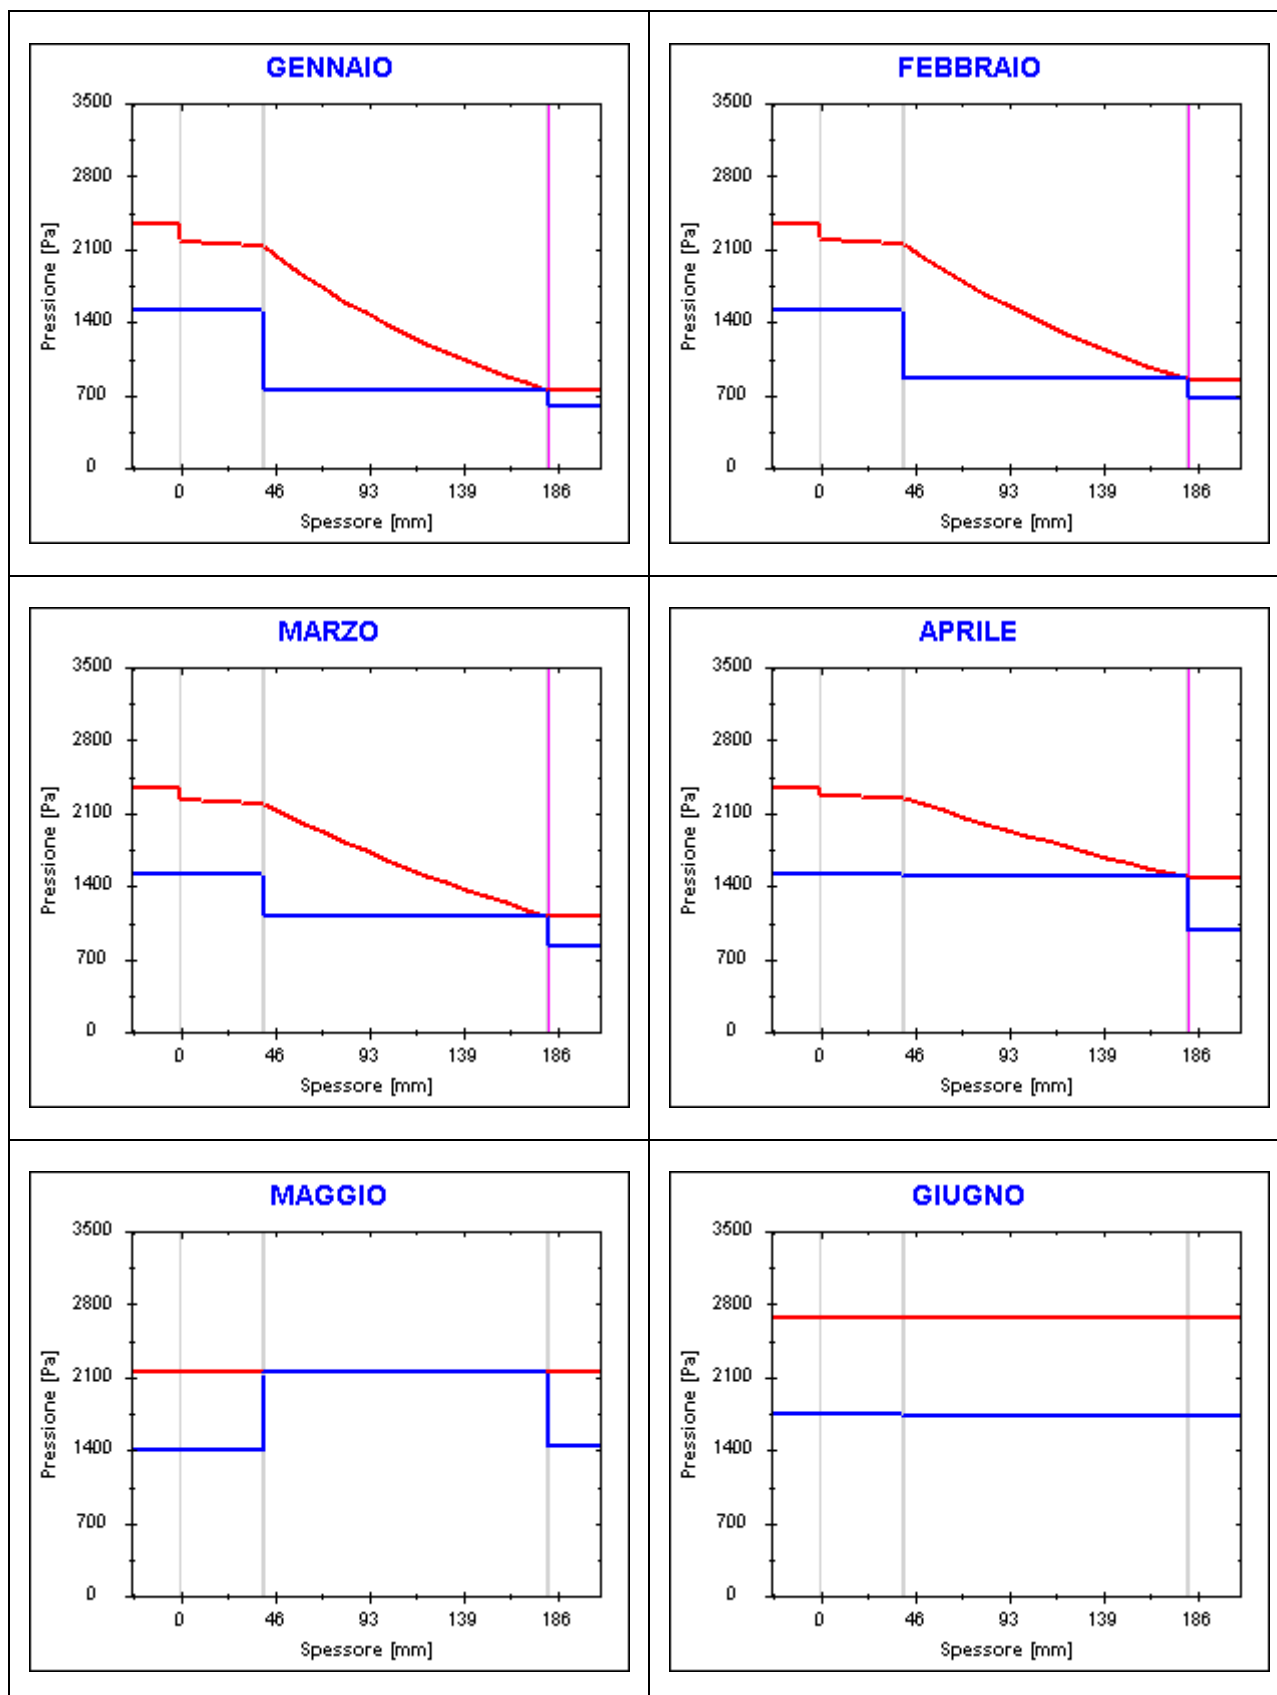 GENNAIO
3500
2800
2100
1400
700
0
Pressione [Pa]
0 46 93 139 186
Spessore [mm]
FEBBRAIO
3500
2800
2100
1400
700
0
Pressione [Pa]
0 46 93 139 186
Spessore [mm]
MARZO
3500
2800
2100
1400
700
0
Pressione [Pa]
0 46 93 139 186
Spessore [mm]
APRILE
3500
2800
2100
1400
700
0
Pressione [Pa]
0 46 93 139 186
Spessore [mm]
MAGGIO
3500
2800
2100
1400
700
0
Pressione [Pa]
0 46 93 139 186
Spessore [mm]
GIUGNO
3500
2800
2100
1400
700
0
Pressione [Pa]
0 46 93 139 186
Spessore [mm]